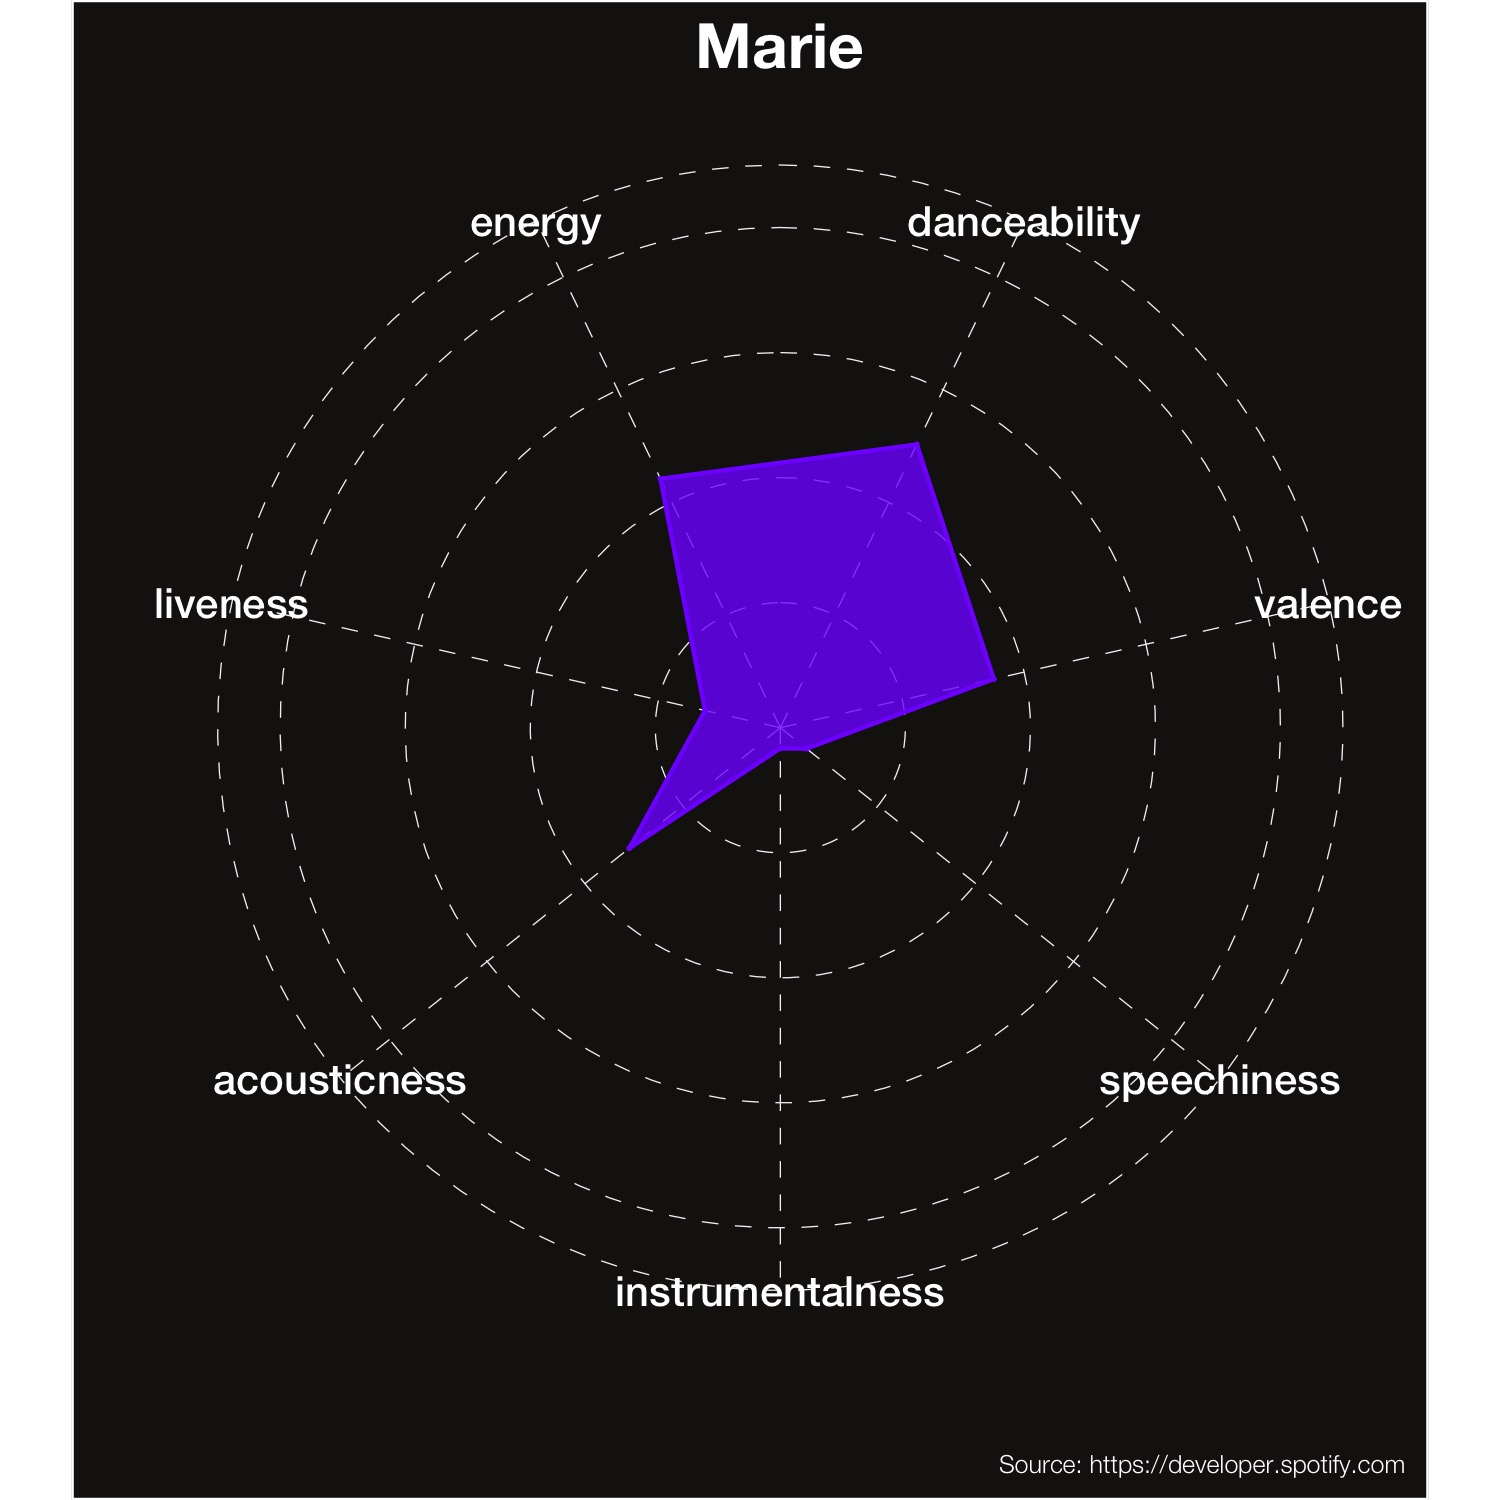 Marie
energy
danceability
liveness
valence
acousticness
speechiness
instrumentalness
Source: https://developer.spotify.com